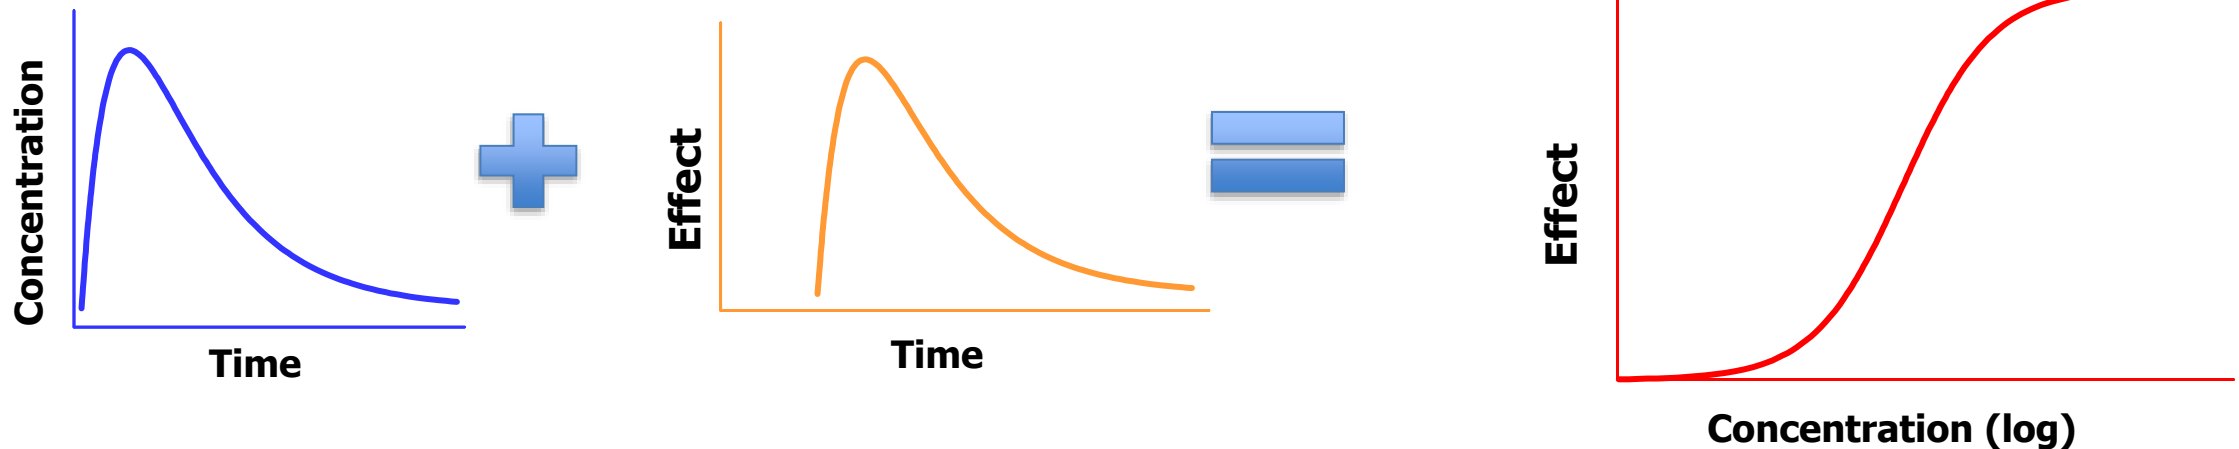 Concentration
Time
Effect
Time
Effect
Concentration (log)